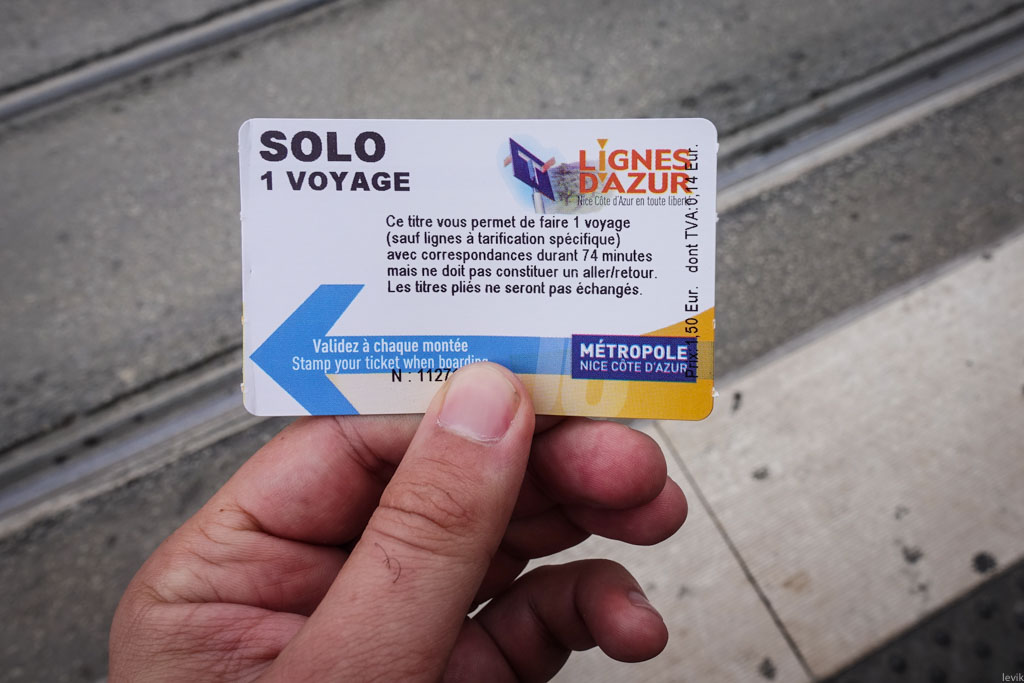 SOLO
1 VOYAGE
T
LIGNES
D'AZUR
Nice Côte d'Azur en toute liberté
Ce titre vous permet de faire 1 voyage
(sauf lignes à tarification spécifique)
avec correspondances durant 74 minutes
mais ne doit pas constituer un aller/retour.
Les titres pliés ne seront pas échangés.
Validez à chaque montée
Stamp your ticket when boarding
N : 1127
MÉTROPOLE
NICE CÔTE D'AZUR
Prix: 1,50 Eur. dont TVA:0,14 Eur.
levik